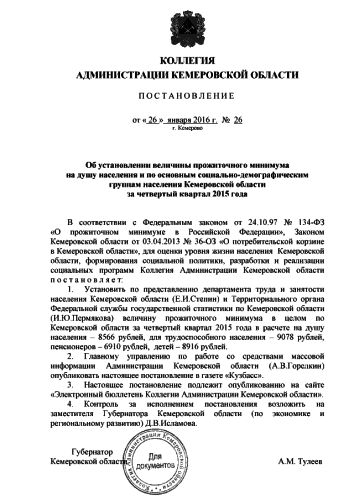 КОЛЛЕГИЯ
АДМИНИСТРАЦИИ КЕМЕРОВСКОЙ ОБЛАСТИ
ПОСТАНОВЛЕНИЕ
от « 26 » января 2016 г. № 26
г. Кемерово
Об установлении величины прожиточного минимума
на душу населения и по основным социально-демографическим
группам населения Кемеровской области
за четвертый квартал 2015 года
В соответствии с Федеральным законом от 24.10.97 № 134-ФЗ
«О прожиточном минимуме в Российской Федерации», Законом
Кемеровской области от 03.04.2013 № 36-ОЗ «О потребительской корзине
в Кемеровской области», для оценки уровня жизни населения Кемеровской
области, формирования социальной политики, разработки и реализации
социальных программ Коллегия Администрации Кемеровской области
постановляет:
1. Установить по представлению департамента труда и занятости
населения Кемеровской области (Е.И.Степин) и Территориального органа
Федеральной службы государственной статистики по Кемеровской области
(И.Ю.Пермякова) величину прожиточного минимума в целом по
Кемеровской области за четвертый квартал 2015 года в расчете на душу
населения – 8566 рублей, для трудоспособного населения – 9078 рублей,
пенсионеров – 6910 рублей, детей – 8916 рублей.
2. Главному управлению по работе со средствами массовой
информации Администрации Кемеровской области (А.В.Горелкин)
опубликовать настоящее постановление в газете «Кузбасс».
3. Настоящее постановление подлежит опубликованию на сайте
«Электронный бюллетень Коллегии Администрации Кемеровской области».
4. Контроль за исполнением постановления возложить на
заместителя Губернатора Кемеровской области (по экономике и
региональному развитию) Д.В.Исламова.
Губернатор
Кемеровской области
А.М. Тулеев
Для
документов